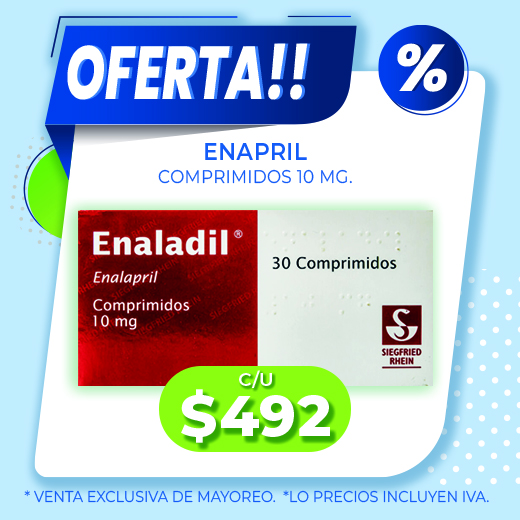 OFERTA!!
%
ENAPRIL
COMPRIMIDOS 10 MG.
Enaladil®
Enalapril
Comprimidos
10 mg
30 Comprimidos
S
SIEGFRIED
RHEIN
C/U
$492
* VENTA EXCLUSIVA DE MAYOREO. *LO PRECIOS INCLUYEN IVA.